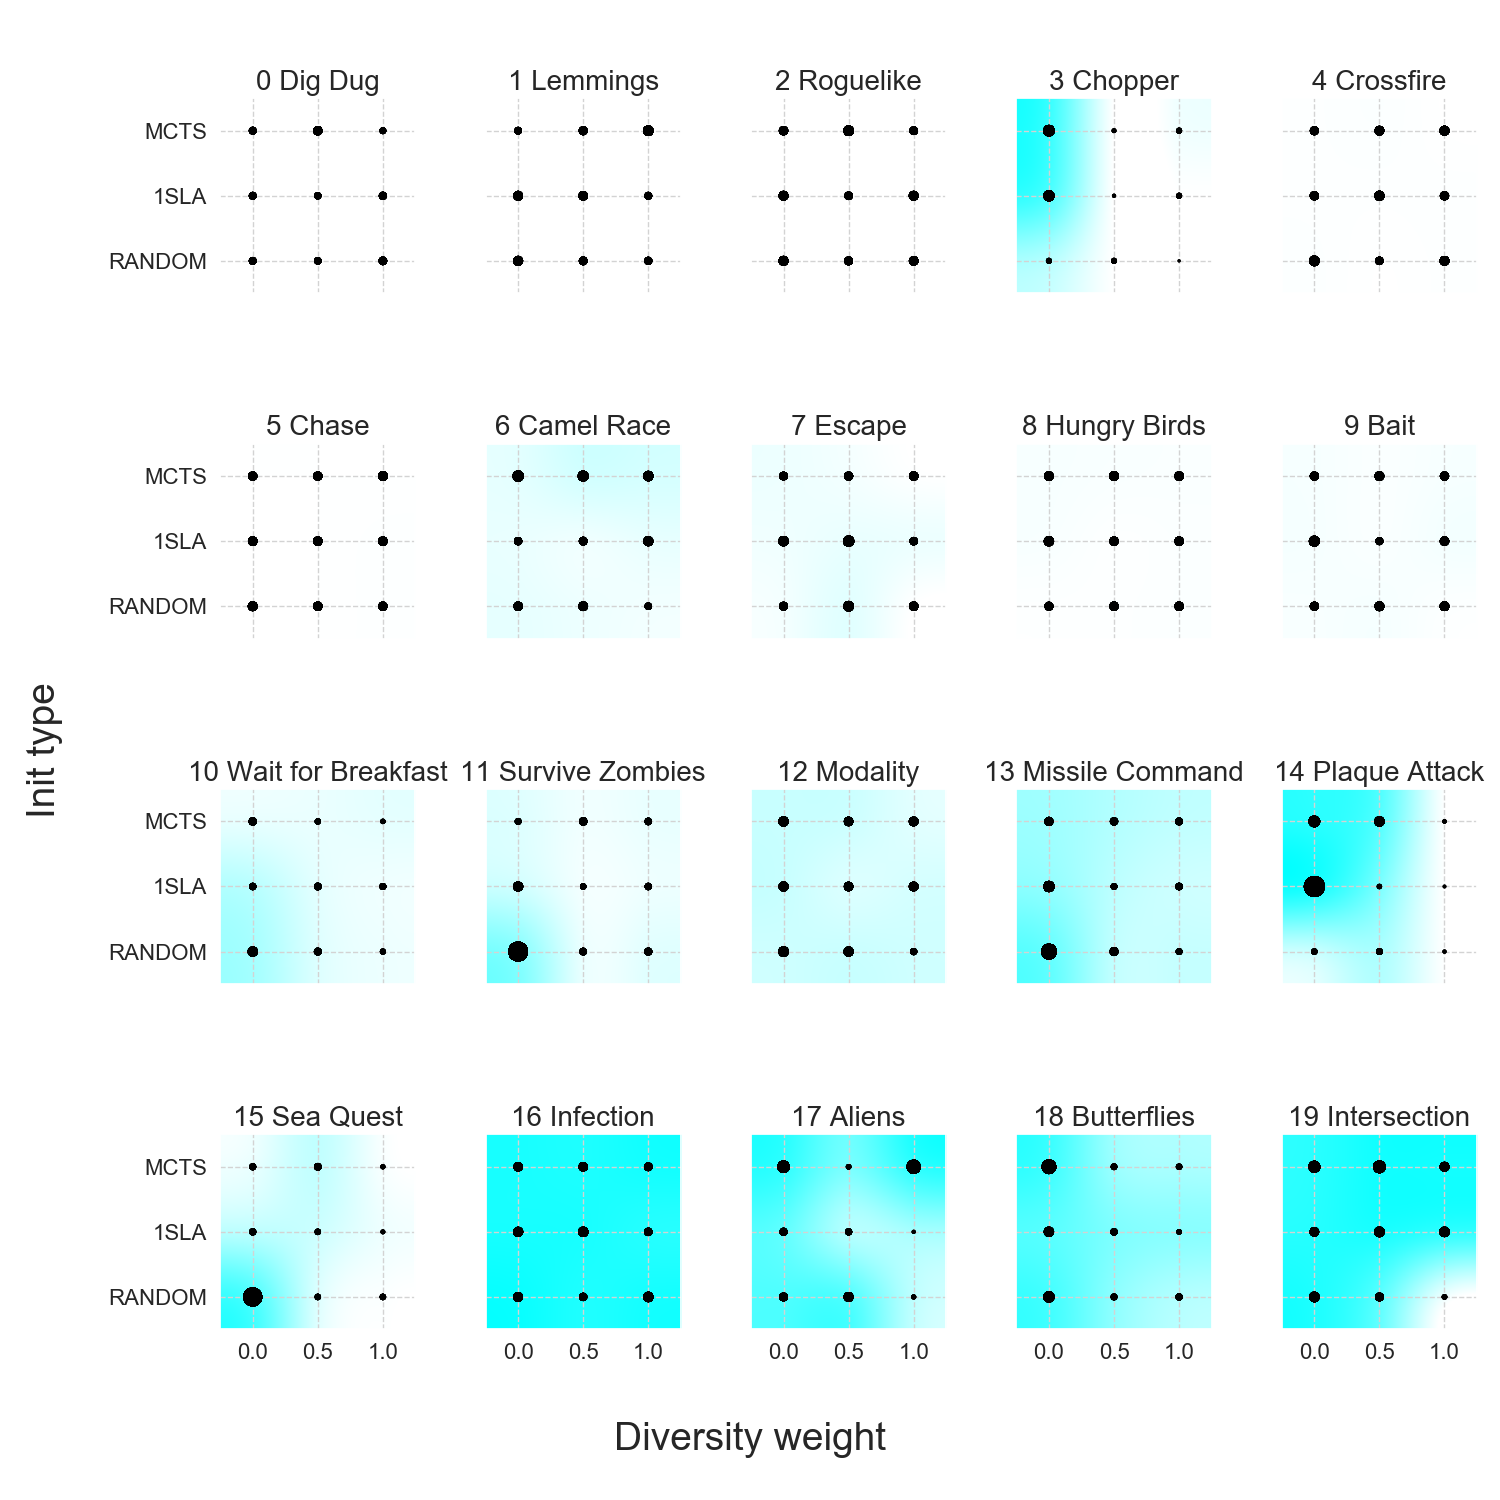 0 Dig Dug 1 Lemmings 2 Roguelike 3 Chopper 4 Crossfire
MCTS
1SLA
RANDOM
5 Chase 6 Camel Race 7 Escape 8 Hungry Birds 9 Bait
MCTS
1SLA
RANDOM
Init type
10 Wait for Breakfast 11 Survive Zombies 12 Modality 13 Missile Command 14 Plaque Attack
MCTS
1SLA
RANDOM
15 Sea Quest 16 Infection 17 Aliens 18 Butterflies 19 Intersection
MCTS
1SLA
RANDOM
0.0 0.5 1.0 0.0 0.5 1.0 0.0 0.5 1.0 0.0 0.5 1.0 0.0 0.5 1.0
Diversity weight